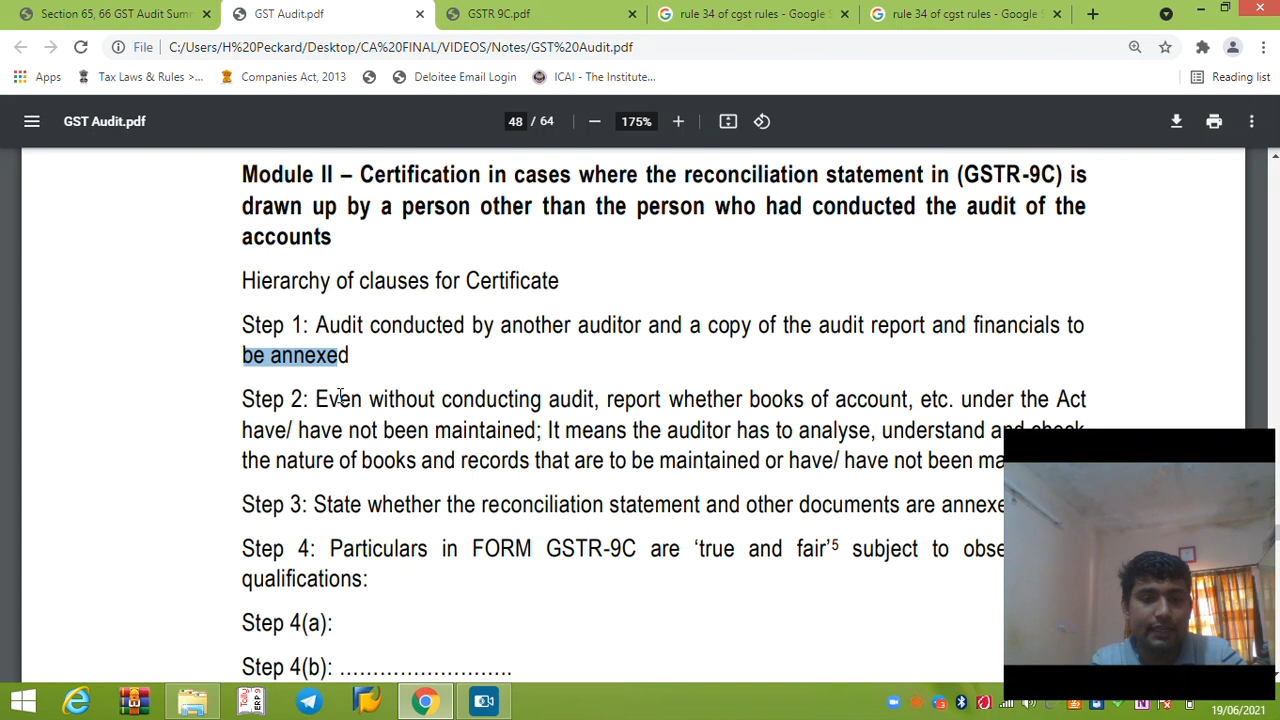 Section 65, 66 GST Audit Summ
GST Audit.pdf
GSTR 9C.pdf
rule 34 of cgst rules - Google S
rule 34 of cgst rules - Google S
File
C:/Users/H%20Peckard/Desktop/CA%20FINAL/VIDEOS/Notes/GST%20Audit.pdf
Apps
Tax Laws & Rules >...
Companies Act, 2013
Deloitee Email Login
ICAI - The Institute...
Reading list
GST Audit.pdf
48 / 64
175%
Module II – Certification in cases where the reconciliation statement in (GSTR-9C) is
drawn up by a person other than the person who had conducted the audit of the
accounts
Hierarchy of clauses for Certificate
Step 1: Audit conducted by another auditor and a copy of the audit report and financials to
be annexed
Step 2: Even without conducting audit, report whether books of account, etc. under the Act
have/ have not been maintained; It means the auditor has to analyse, understand and check
the nature of books and records that are to be maintained or have/ have not been ma
Step 3: State whether the reconciliation statement and other documents are annexe
Step 4: Particulars in FORM GSTR-9C are ‘true and fair’5 subject to obse
qualifications:
Step 4(a):
Step 4(b): …………………….
Tally
ERP 9
19/06/2021